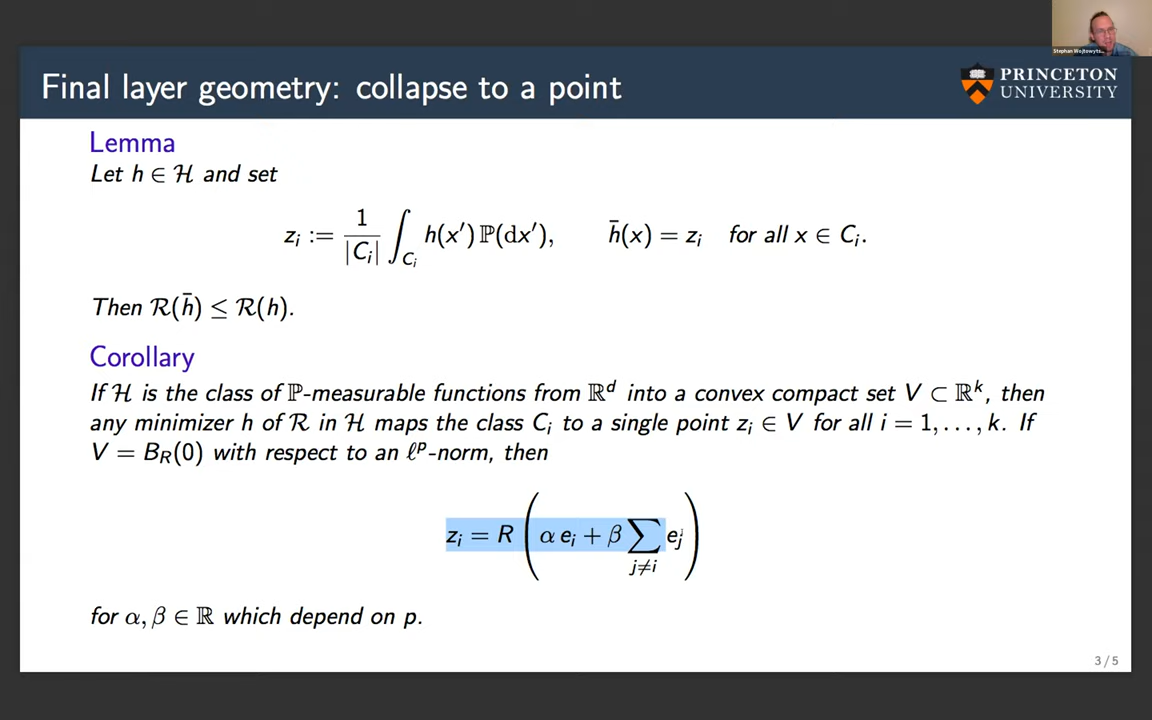 Stephan Wojtowyts...
Final layer geometry: collapse to a point
PRINCETON
UNIVERSITY
Lemma
Let h ∈ ℋ and set
z_i := 1/|C_i| ∫_{C_i} h(x′) ℙ(dx′), h̄(x) = z_i for all x ∈ C_i.
Then ℛ(h̄) ≤ ℛ(h).
Corollary
If ℋ is the class of ℙ-measurable functions from ℝ^d into a convex compact set V ⊂ ℝ^k, then
any minimizer h of ℛ in ℋ maps the class C_i to a single point z_i ∈ V for all i = 1, . . . , k. If
V = B_R(0) with respect to an ℓ^p-norm, then
z_i = R ( α e_i + β ∑_{j≠i} e_j )
for α, β ∈ ℝ which depend on p.
3 / 5